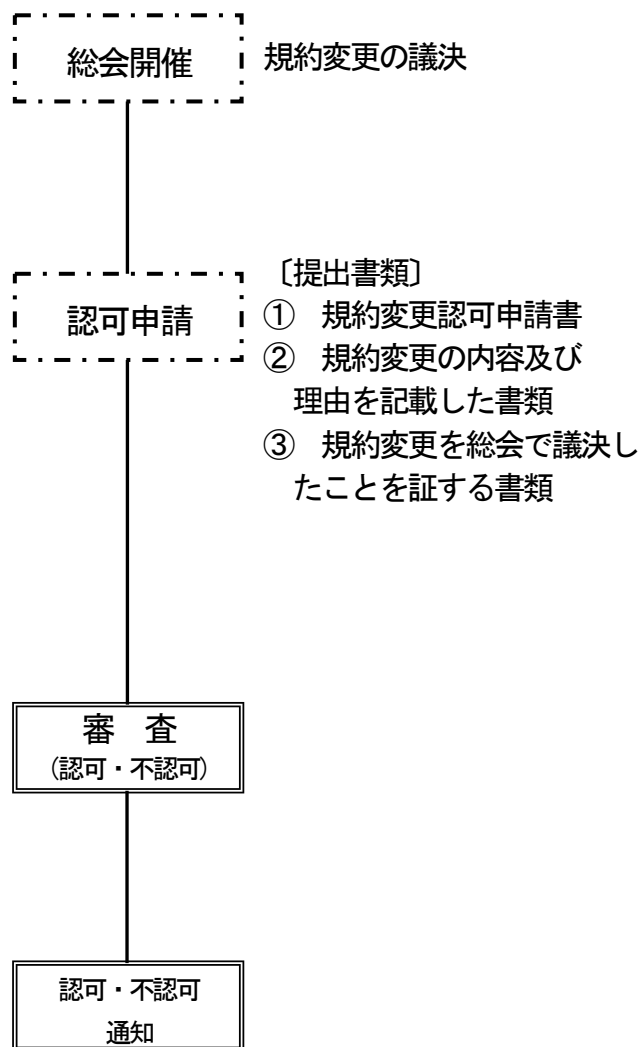 総会開催
規約変更の議決
〔提出書類〕
認可申請
① 規約変更認可申請書
② 規約変更の内容及び
理由を記載した書類
③ 規約変更を総会で議決し
たことを証する書類
審 査
(認可・不認可)
認可・不認可
通知